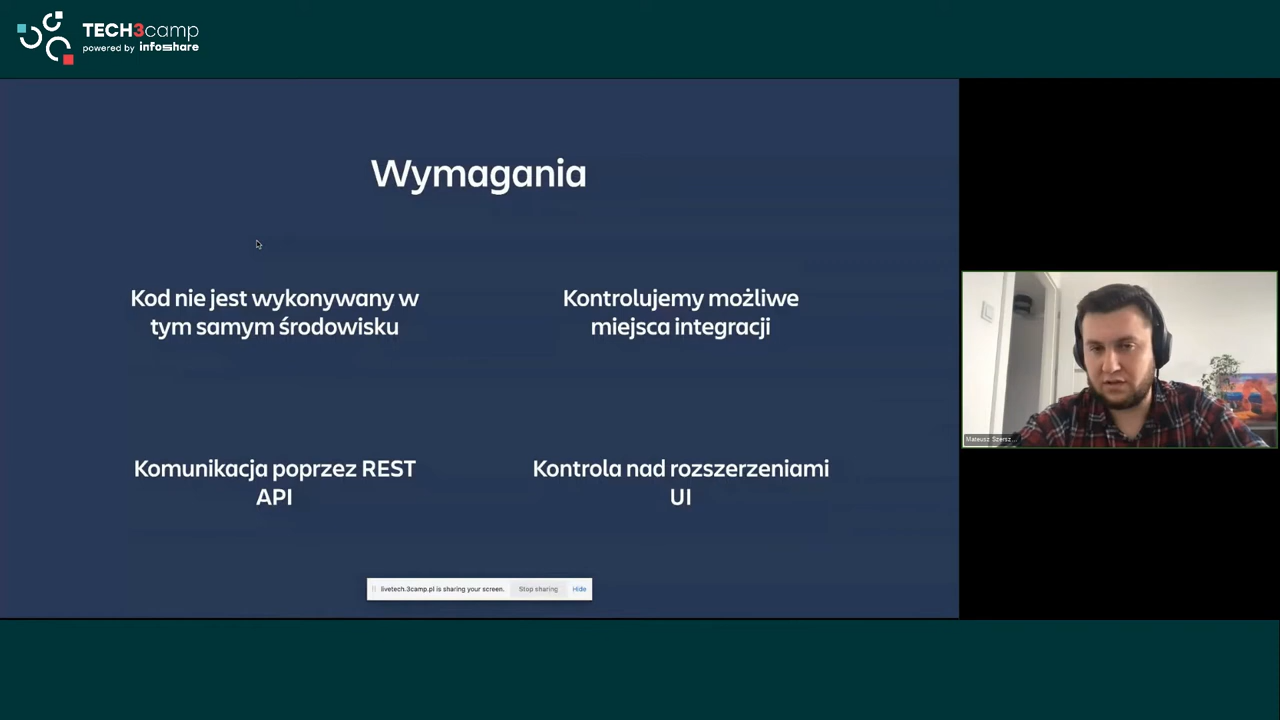 TECH3camp
powered by infoshare
Wymagania
Kod nie jest wykonywany w
tym samym środowisku
Kontrolujemy możliwe
miejsca integracji
Komunikacja poprzez REST
API
Kontrola nad rozszerzeniami
UI
livetech.3camp.pl is sharing your screen.
Stop sharing
Hide
Mateusz Szersz...